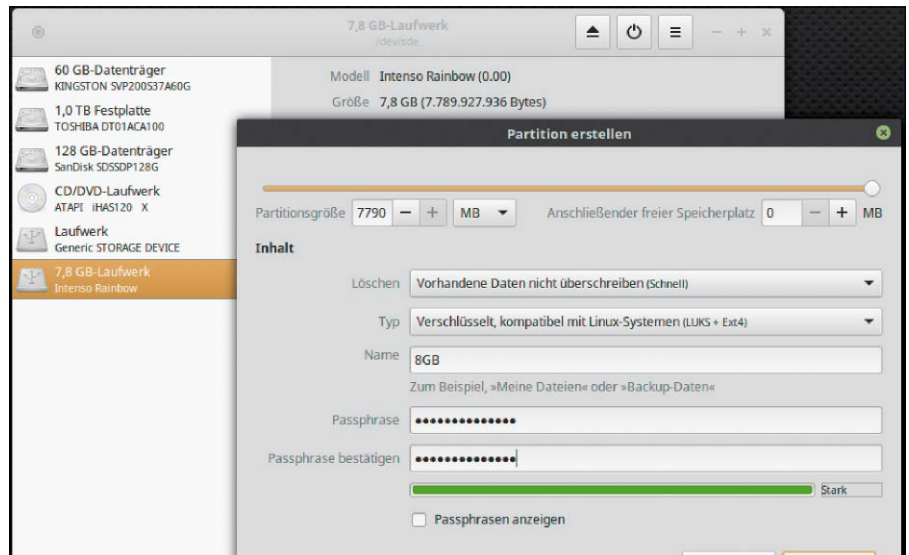 7,8 GB-Laufwerk
/dev/sde
60 GB-Datenträger
KINGSTON SVP200S37A60G
1,0 TB Festplatte
TOSHIBA DT01ACA100
128 GB-Datenträger
SanDisk SDSSDP128G
CD/DVD-Laufwerk
ATAPI iHAS120 X
Laufwerk
Generic STORAGE DEVICE
7,8 GB-Laufwerk
Intenso Rainbow
Modell Intenso Rainbow (0.00)
Größe 7,8 GB (7.789.927.936 Bytes)
Partition erstellen
Partitionsgröße 7790 − + MB Anschließender freier Speicherplatz 0 − + MB
Inhalt
Löschen Vorhandene Daten nicht überschreiben (Schnell)
Typ Verschlüsselt, kompatibel mit Linux-Systemen (LUKS + Ext4)
Name 8GB
Zum Beispiel, »Meine Dateien« oder »Backup-Daten«
Passphrase ••••••••••••••
Passphrase bestätigen ••••••••••••••
Stark
Passphrasen anzeigen